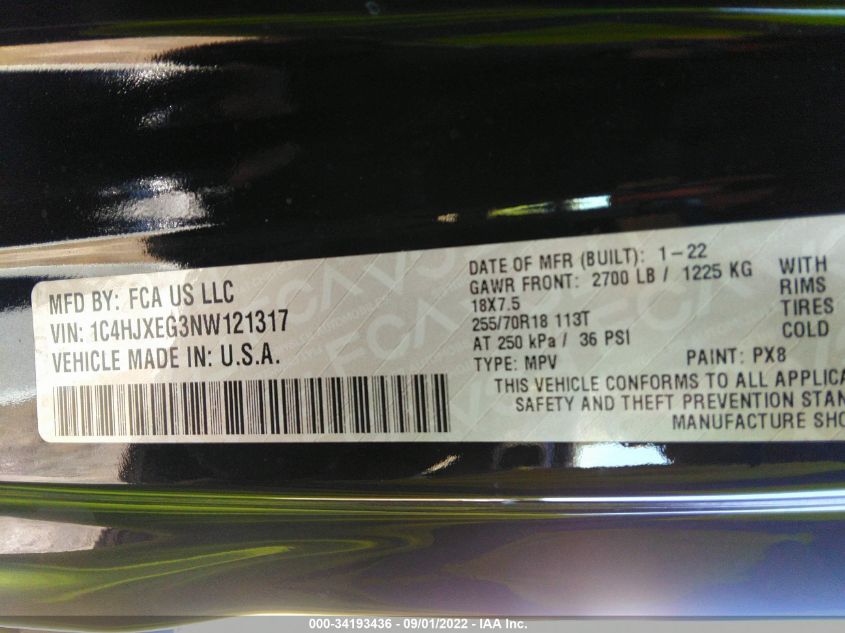 MFD BY: FCA US LLC
VIN: 1C4HJXEG3NW121317
VEHICLE MADE IN: U.S.A.
DATE OF MFR (BUILT): 1-22
GAWR FRONT: 2700 LB / 1225 KG WITH
18X7.5 RIMS
255/70R18 113T TIRES
AT 250 kPa / 36 PSI COLD
TYPE: MPV PAINT: PX8
THIS VEHICLE CONFORMS TO ALL APPLICA
SAFETY AND THEFT PREVENTION STAN
MANUFACTURE SHO
000-34193436 - 09/01/2022 - IAA Inc.